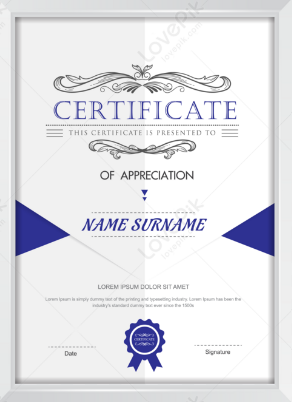 CERTIFICATE
THIS CERTIFICATE IS PRESENTED TO
OF APPRECIATION
NAME SURNAME
LOREM IPSUM DOLOR SIT AMET
Lorem Ipsum is simply dummy text of the printing and typesetting industry.
Lorem Ipsum has been the industry's standard dummy text ever since the 1500s
CERTIFICATE
Date
Signature
Lovepik